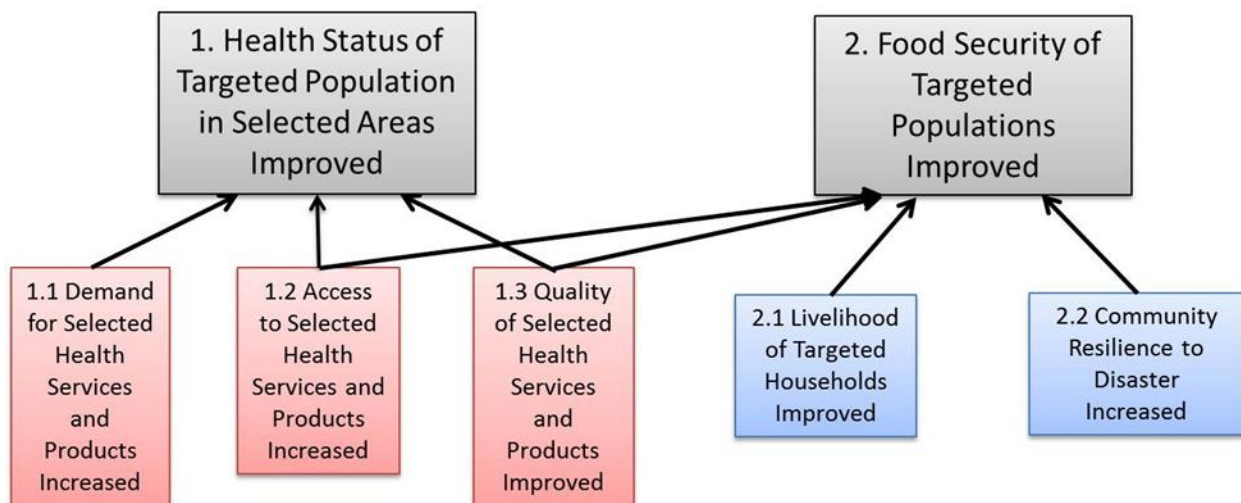 1. Health Status of
Targeted Population
in Selected Areas
Improved
2. Food Security of
Targeted
Populations
Improved
1.1 Demand
for Selected
Health
Services
and
Products
Increased
1.2 Access
to Selected
Health
Services and
Products
Increased
1.3 Quality
of Selected
Health
Services
and
Products
Improved
2.1 Livelihood
of Targeted
Households
Improved
2.2 Community
Resilience to
Disaster
Increased